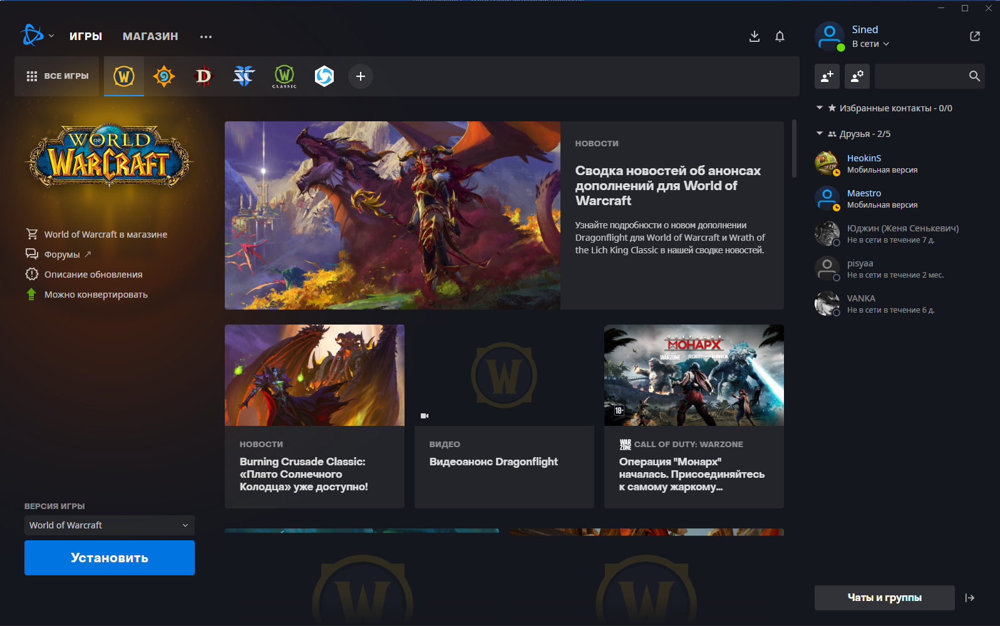 ИГРЫ
МАГАЗИН
ВСЕ ИГРЫ
W
D
W
CLASSIC
WORLD
OF
WARCRAFT
World of Warcraft в магазине
Форумы ↗
Описание обновления
Можно конвертировать
ВЕРСИЯ ИГРЫ
World of Warcraft
Установить
НОВОСТИ
Сводка новостей об анонсах
дополнений для World of
Warcraft
Узнайте подробности о новом дополнении
Dragonflight для World of Warcraft и Wrath of
the Lich King Classic в нашей сводке новостей.
НОВОСТИ
Burning Crusade Classic:
«Плато Солнечного
Колодца» уже доступно!
W
ВИДЕО
Видеоанонс Dragonflight
ОПЕРАЦИЯ
МОНАРХ
WARZONE
КОНГА
18+
WAR
ZONE
CALL OF DUTY: WARZONE
Операция "Монарх"
началась. Присоединяйтесь
к самому жаркому...
W
W
Sined
В сети
Избранные контакты - 0/0
Друзья - 2/5
HeokinS
Мобильная версия
Maestro
Мобильная версия
Юджин (Женя Сенькевич)
Не в сети в течение 7 д.
pisyaa
Не в сети в течение 2 мес.
VANKA
Не в сети в течение 6 д.
Чаты и группы